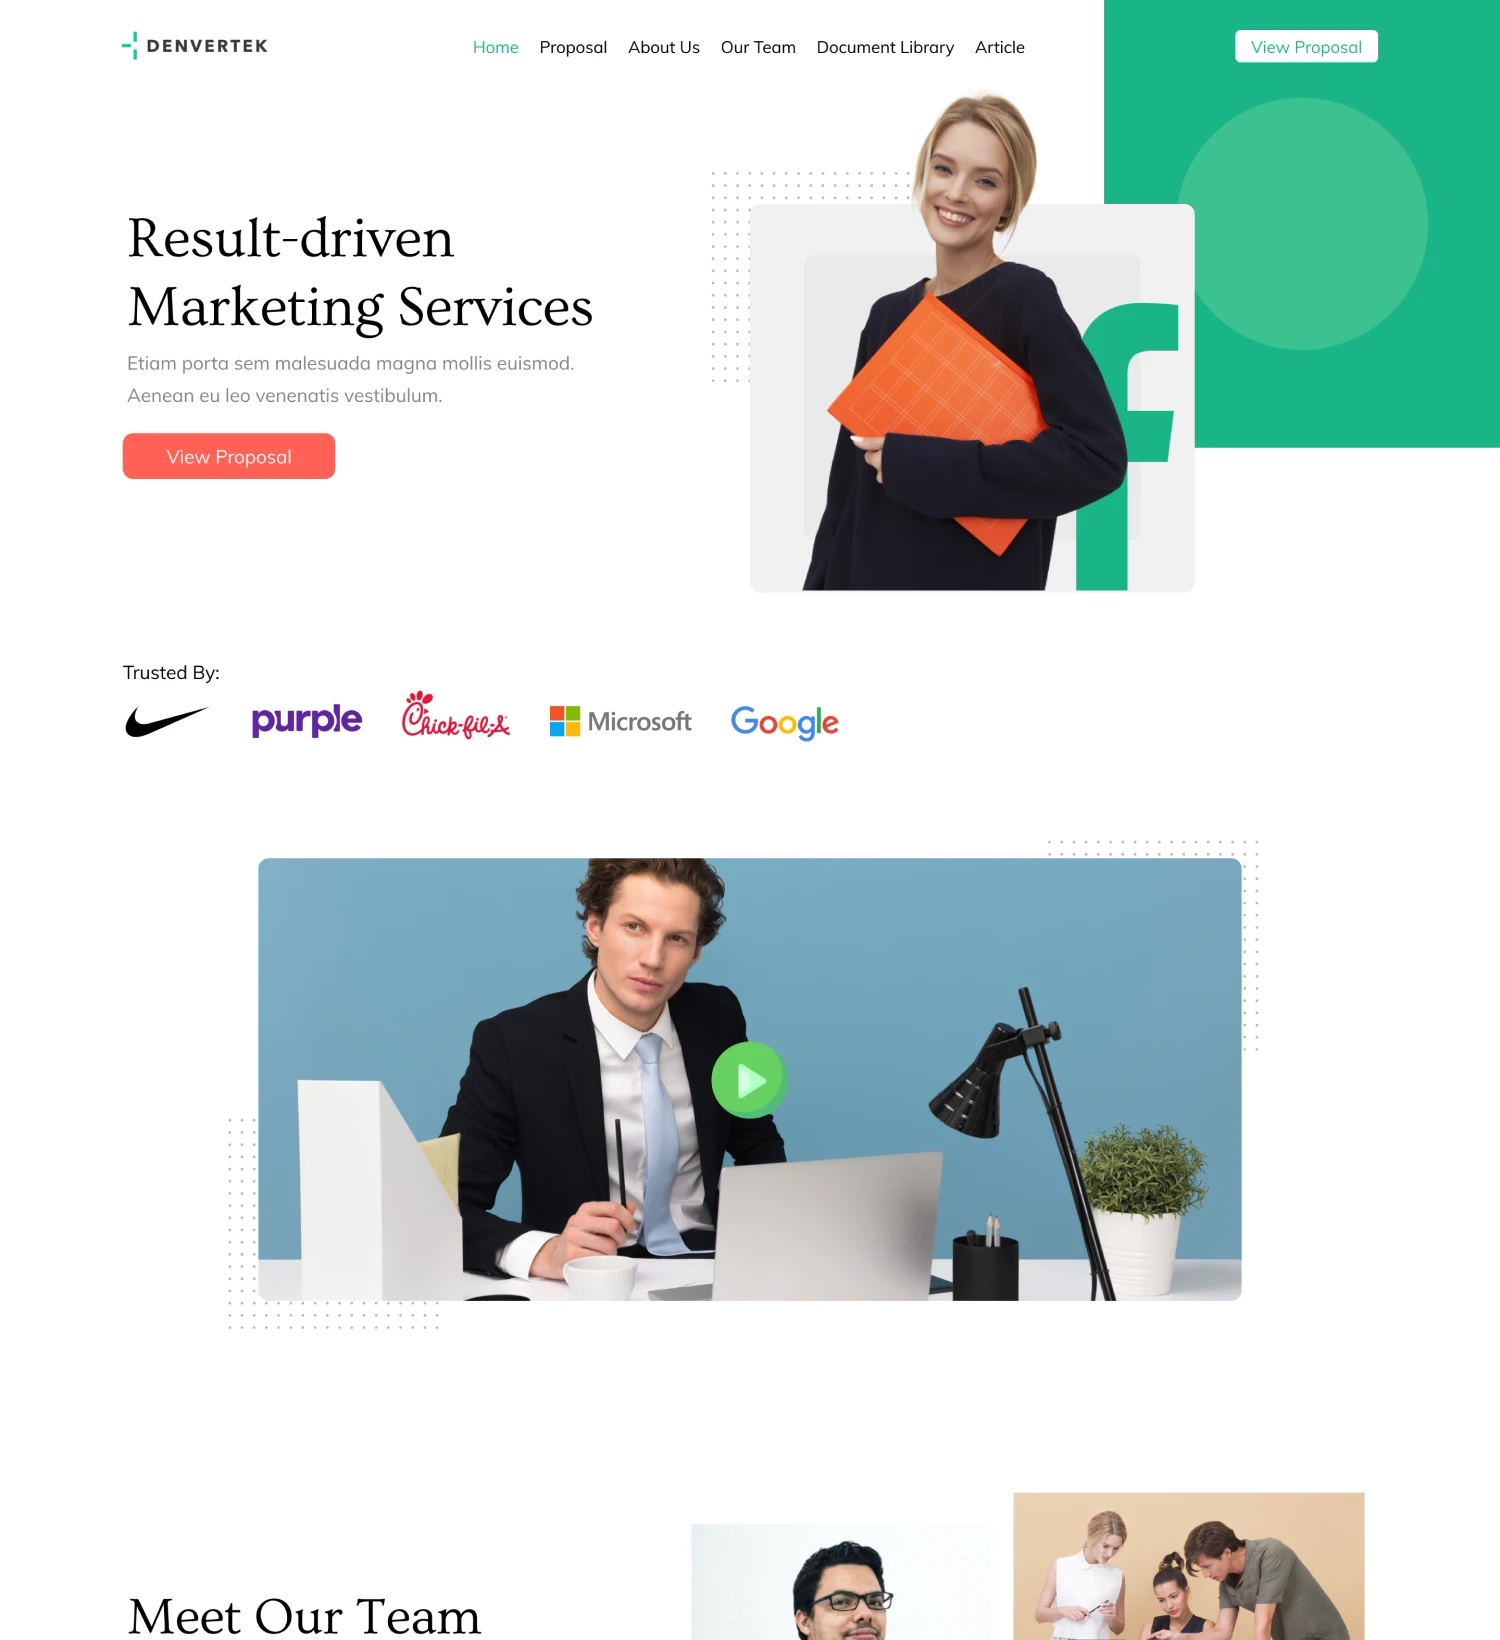 DENVERTEK
Home Proposal About Us Our Team Document Library Article
View Proposal
Result-driven
Marketing Services
Etiam porta sem malesuada magna mollis euismod.
Aenean eu leo venenatis vestibulum.
View Proposal
f
Trusted By:
purple Chick-fil-A Microsoft Google
Meet Our Team